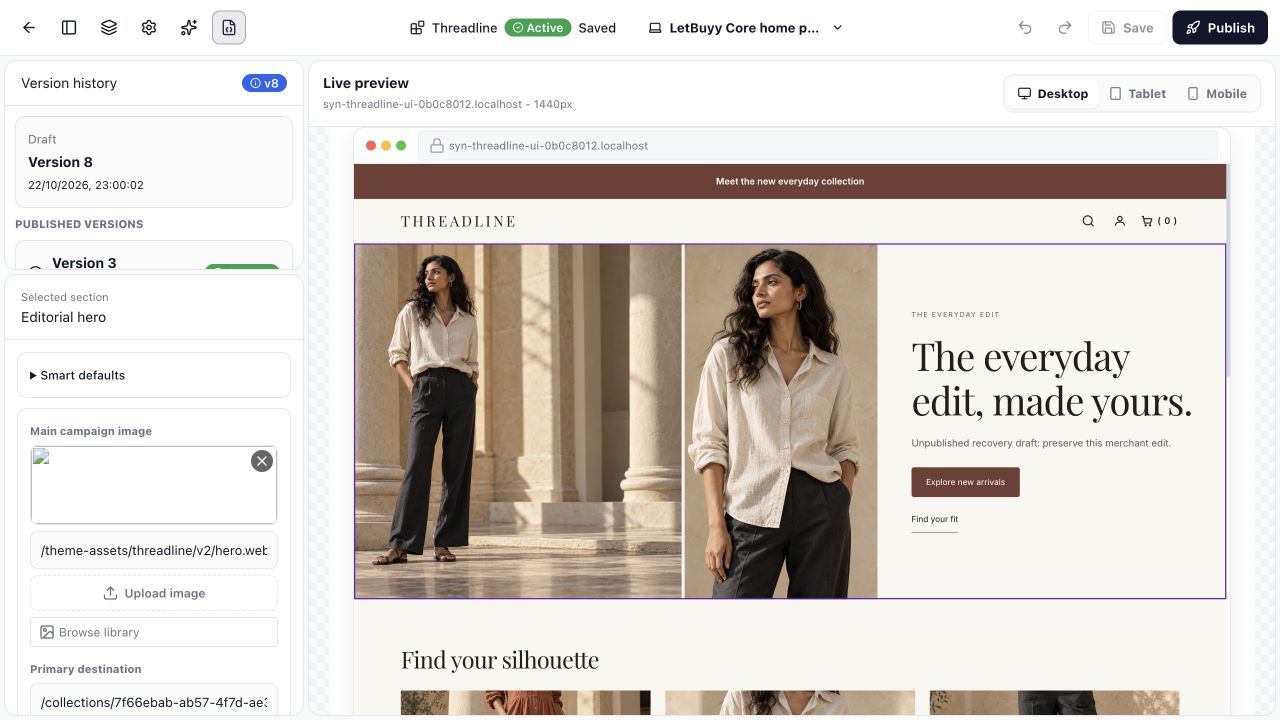 Threadline
Active
Saved
LetBuyy Core home p...
Save
Publish
Version history
v8
Draft
Version 8
22/10/2026, 23:00:02
PUBLISHED VERSIONS
Version 3
Selected section
Editorial hero
Smart defaults
Main campaign image
/theme-assets/threadline/v2/hero.web
Upload image
Browse library
Primary destination
/collections/7f66ebab-ab57-4f7d-ae3
Live preview
syn-threadline-ui-0b0c8012.localhost - 1440px
Desktop
Tablet
Mobile
syn-threadline-ui-0b0c8012.localhost
Meet the new everyday collection
THREADLINE
( 0 )
THE EVERYDAY EDIT
The everyday
edit, made yours.
Unpublished recovery draft: preserve this merchant edit.
Explore new arrivals
Find your fit
Find your silhouette